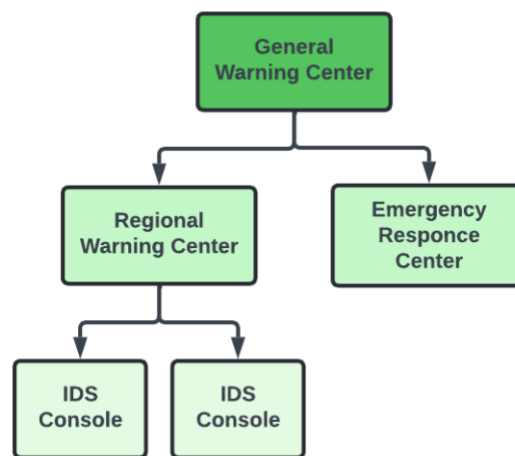 General
Warning Center
Regional
Warning Center
Emergency
Responce
Center
IDS
Console
IDS
Console